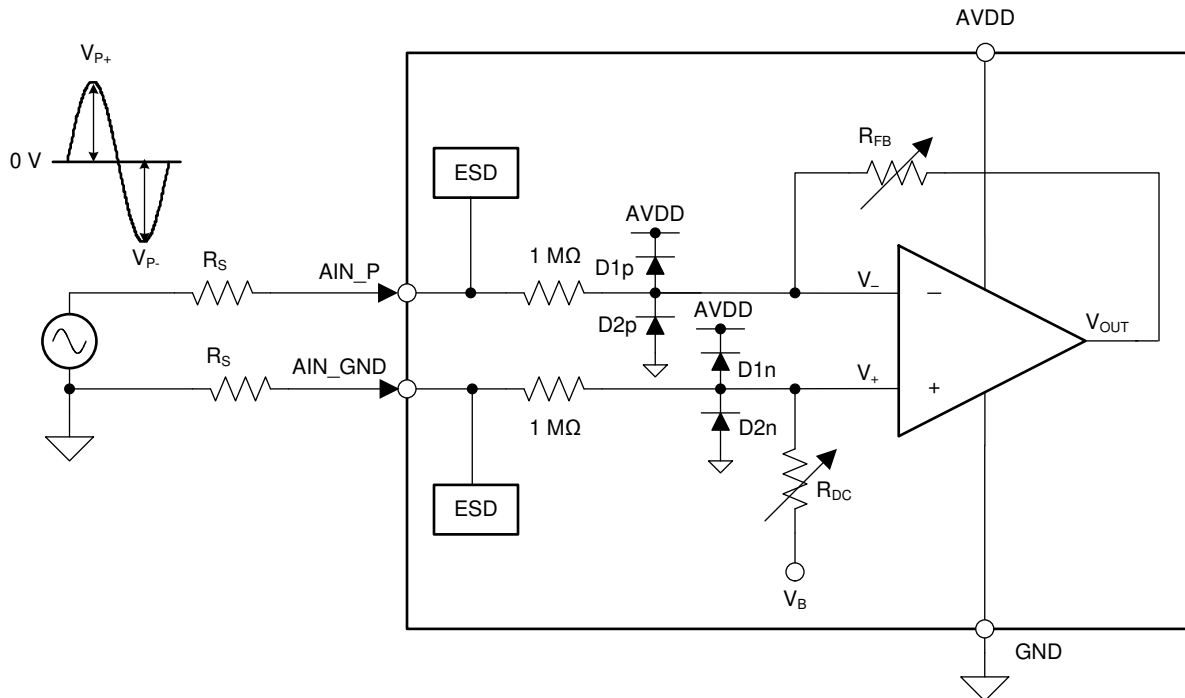 AVDD
V_P+
0 V
V_P-
R_FB
ESD
AVDD
1 MΩ
D1p
R_S
AIN_P
V_–
–
D2p
AVDD
V_OUT
R_S
AIN_GND
D1n
V_+
+
1 MΩ
D2n
ESD
R_DC
V_B
GND